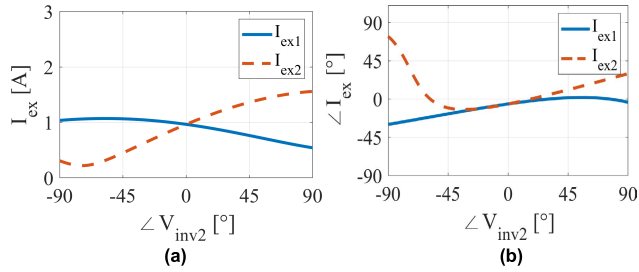 3
2
1
0
I_ex [A]
-90 -45 0 45 90
∠ V_inv2 [°]
I_ex1
I_ex2
(a)
90
45
0
-45
-90
∠ I_ex [°]
-90 -45 0 45 90
∠ V_inv2 [°]
I_ex1
I_ex2
(b)